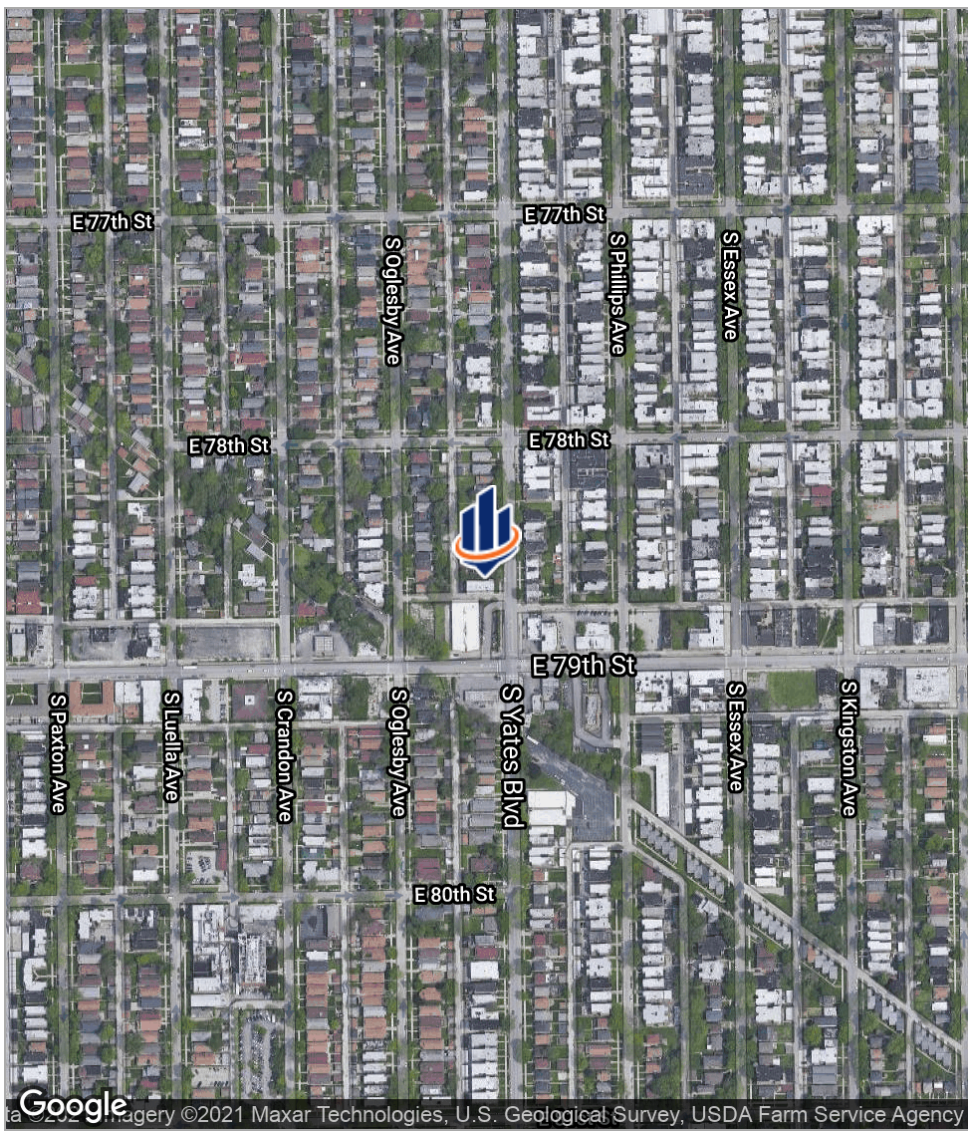 E 77th St
E 77th St
S Oglesby Ave
S Phillips Ave
S Essex Ave
E 78th St
E 78th St
E 79th St
S Paxton Ave
S Luella Ave
S Crandon Ave
S Oglesby Ave
S Yates Blvd
S Essex Ave
S Kingston Ave
E 80th St
Google
agery ©2021 Maxar Technologies, U.S. Geological Survey, USDA Farm Service Agency